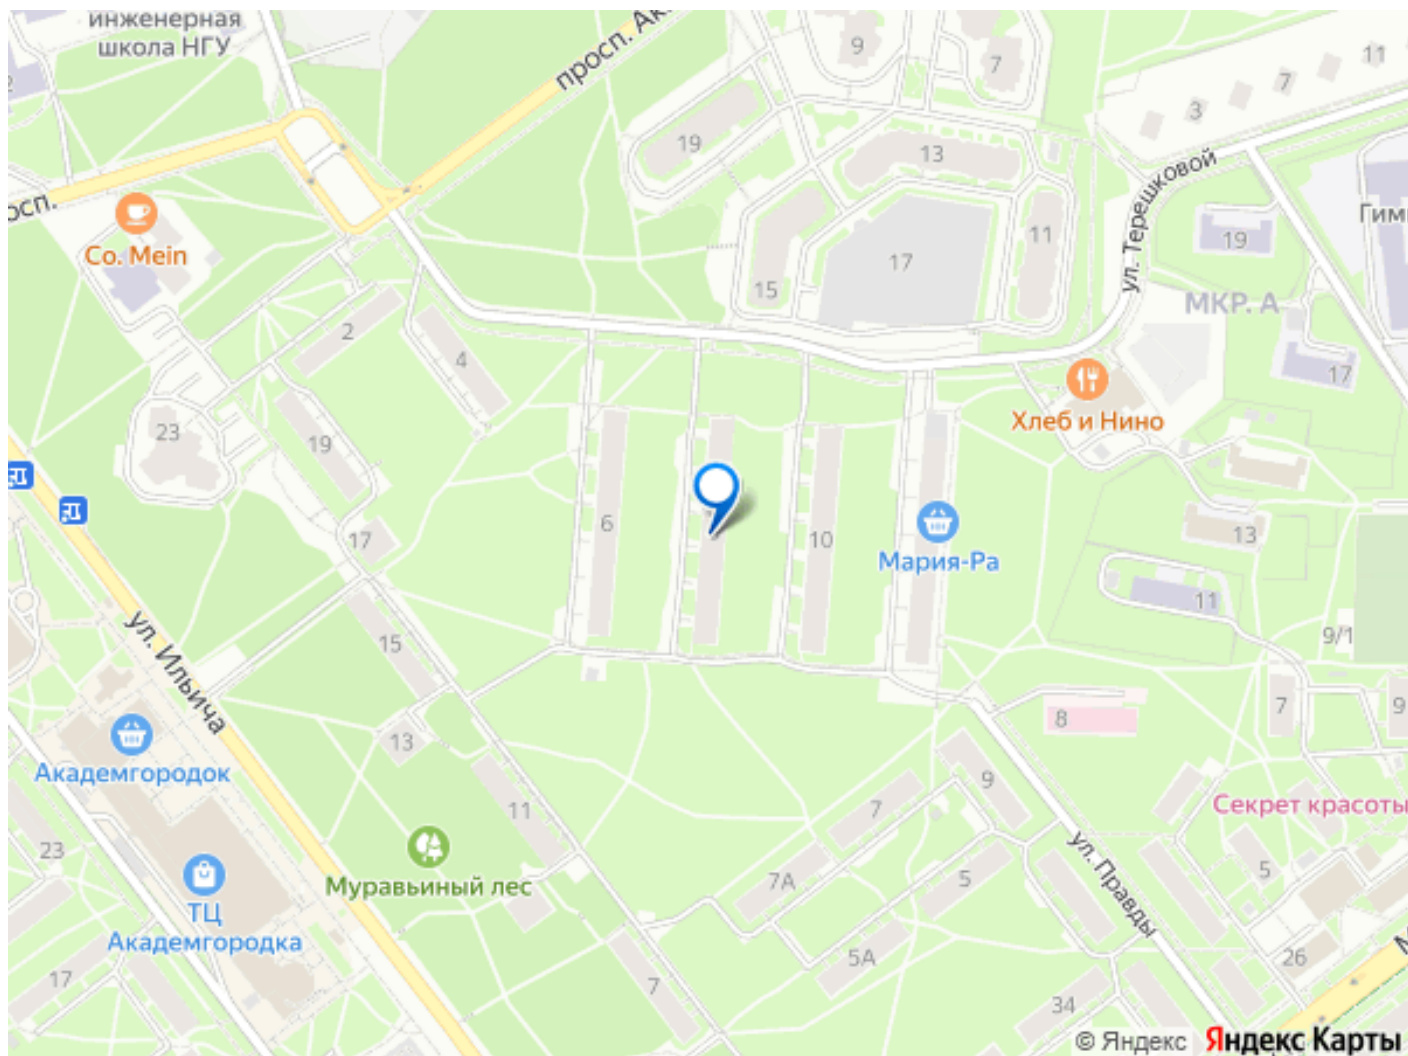 инженерная
школа НГУ
просп. Ак
9
7
11
7
3
19
13
осп.
Co. Mein
ул. Терешковой
Гим
19
11
17
15
МКР. А
2
4
17
Хлеб и Нино
23
19
6
10
17
Мария-Ра
13
11
15
9/1
ул. Ильича
8
7
9
13
Академгородок
9
7
11
Секрет красоты
23
Муравьиный лес
7А
5
ул. Правды
5
ТЦ
Академгородка
5А
26
М
17
7
34
© Яндекс
Яндекс Карты